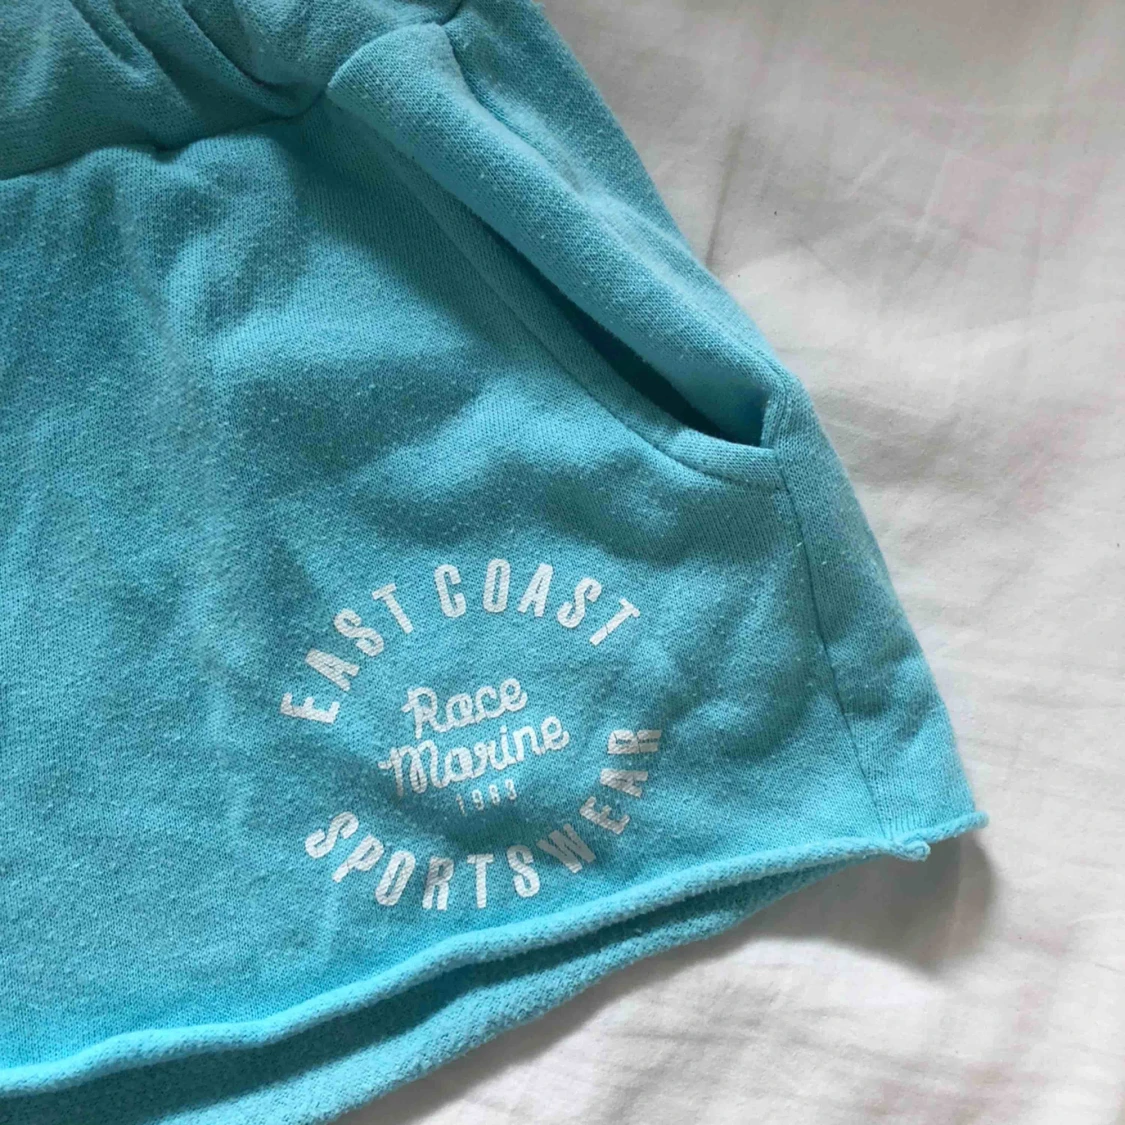 EAST COAST
Race
Marine
1983
SPORTSWEAR